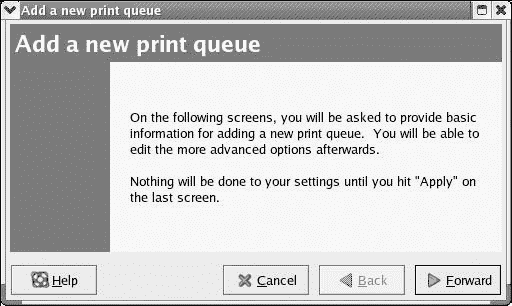 Add a new print queue
Add a new print queue
On the following screens, you will be asked to provide basic
information for adding a new print queue. You will be able to
edit the more advanced options afterwards.
Nothing will be done to your settings until you hit "Apply" on
the last screen.
Help
Cancel
Back
Forward